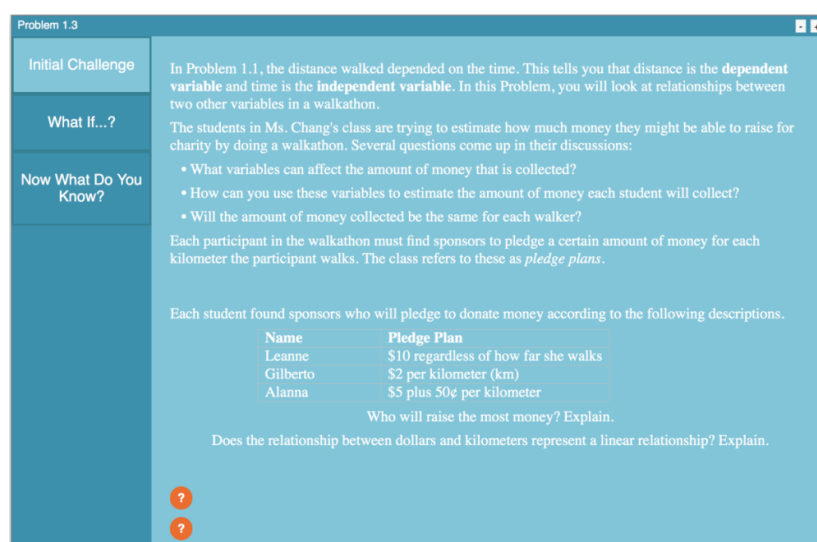 Problem 1.3
-
Initial Challenge
What If...?
Now What Do You
Know?
In Problem 1.1, the distance walked depended on the time. This tells you that distance is the dependent
variable and time is the independent variable. In this Problem, you will look at relationships between
two other variables in a walkathon.
The students in Ms. Chang's class are trying to estimate how much money they might be able to raise for
charity by doing a walkathon. Several questions come up in their discussions:
• What variables can affect the amount of money that is collected?
• How can you use these variables to estimate the amount of money each student will collect?
• Will the amount of money collected be the same for each walker?
Each participant in the walkathon must find sponsors to pledge a certain amount of money for each
kilometer the participant walks. The class refers to these as pledge plans.
Each student found sponsors who will pledge to donate money according to the following descriptions.
Name Pledge Plan
Leanne $10 regardless of how far she walks
Gilberto $2 per kilometer (km)
Alanna $5 plus 50¢ per kilometer
Who will raise the most money? Explain.
Does the relationship between dollars and kilometers represent a linear relationship? Explain.
?
?